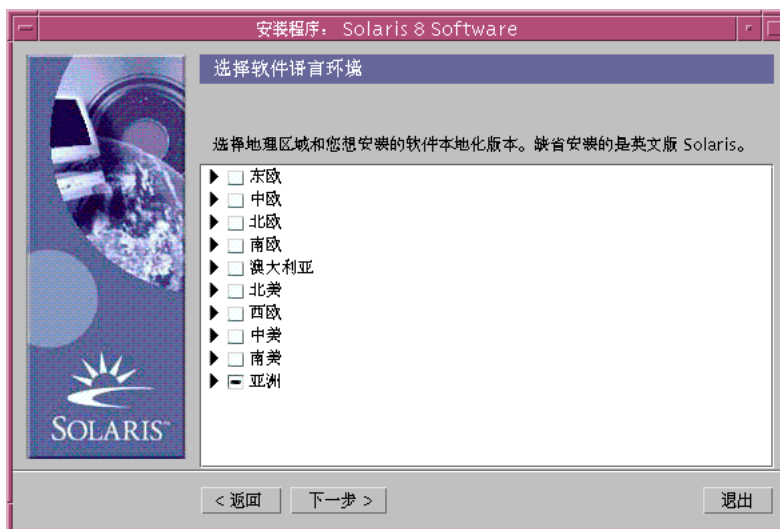 安装程序： Solaris 8 Software
选择软件语言环境
选择地理区域和您想安装的软件本地化版本。缺省安装的是英文版 Solaris。
东欧
中欧
北欧
南欧
澳大利亚
北美
西欧
中美
南美
亚洲
SOLARIS™
< 返回
下一步 >
退出